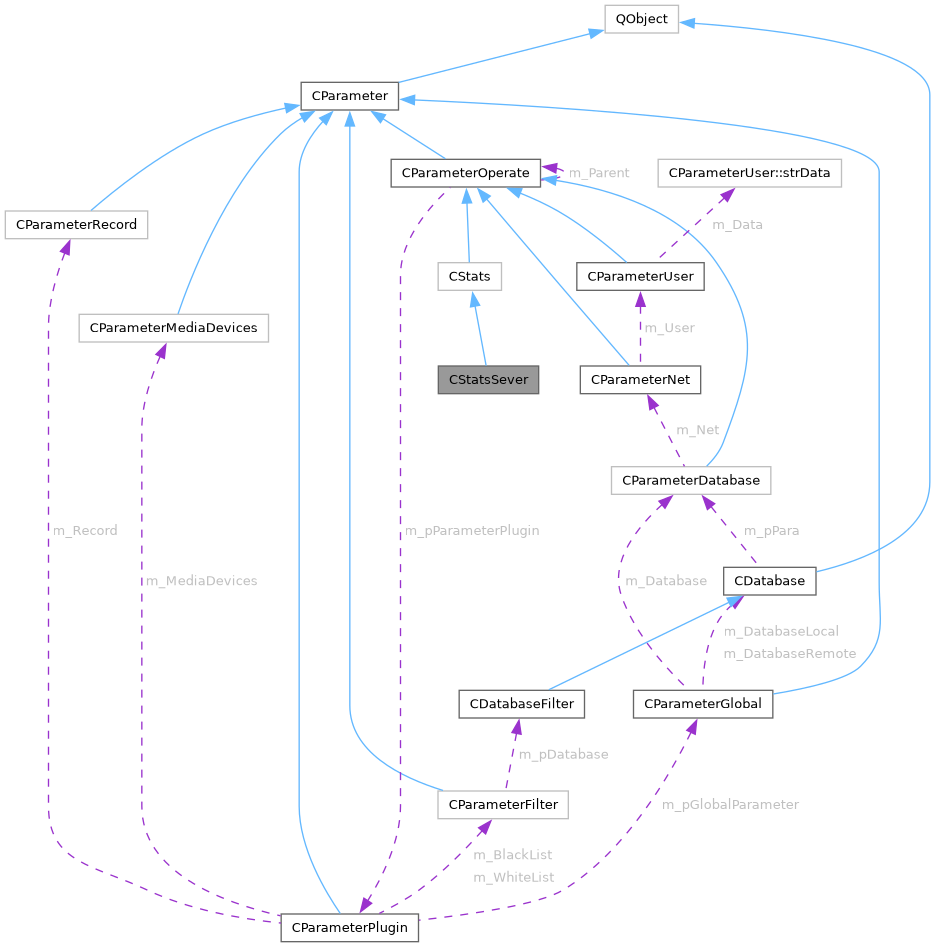 QObject
CParameter
CParameterOperate
m_Parent
CParameterUser::strData
CParameterRecord
m_Data
CStats
CParameterUser
CParameterMediaDevices
m_User
CStatsSever
CParameterNet
m_Net
CParameterDatabase
m_Record
m_pParameterPlugin
m_pPara
m_MediaDevices
m_Database
CDatabase
m_DatabaseLocal
m_DatabaseRemote
CDatabaseFilter
CParameterGlobal
m_pDatabase
CParameterFilter
m_pGlobalParameter
m_BlackList
m_WhiteList
CParameterPlugin